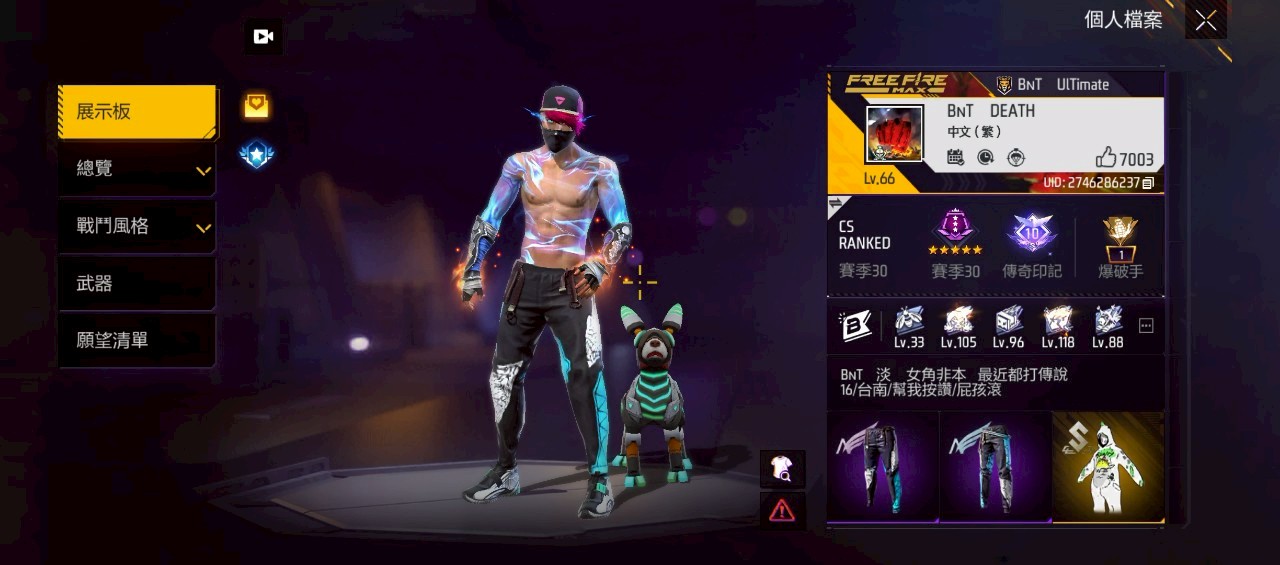 個人檔案
展示板
總覽
戰鬥風格
武器
願望清單
FREE FIRE
MAX
BNT UlTimate
BNT DEATH
中文(繁)
7003
Lv.66
UID: 2746286237
CS
RANKED
賽季30
賽季30
傳奇印記
10
1
爆破手
Lv.33
Lv.105
Lv.96
Lv.118
Lv.88
BNT 淡 女角非本 最近都打傳說
16/台南/幫我按讚/屁孩滾